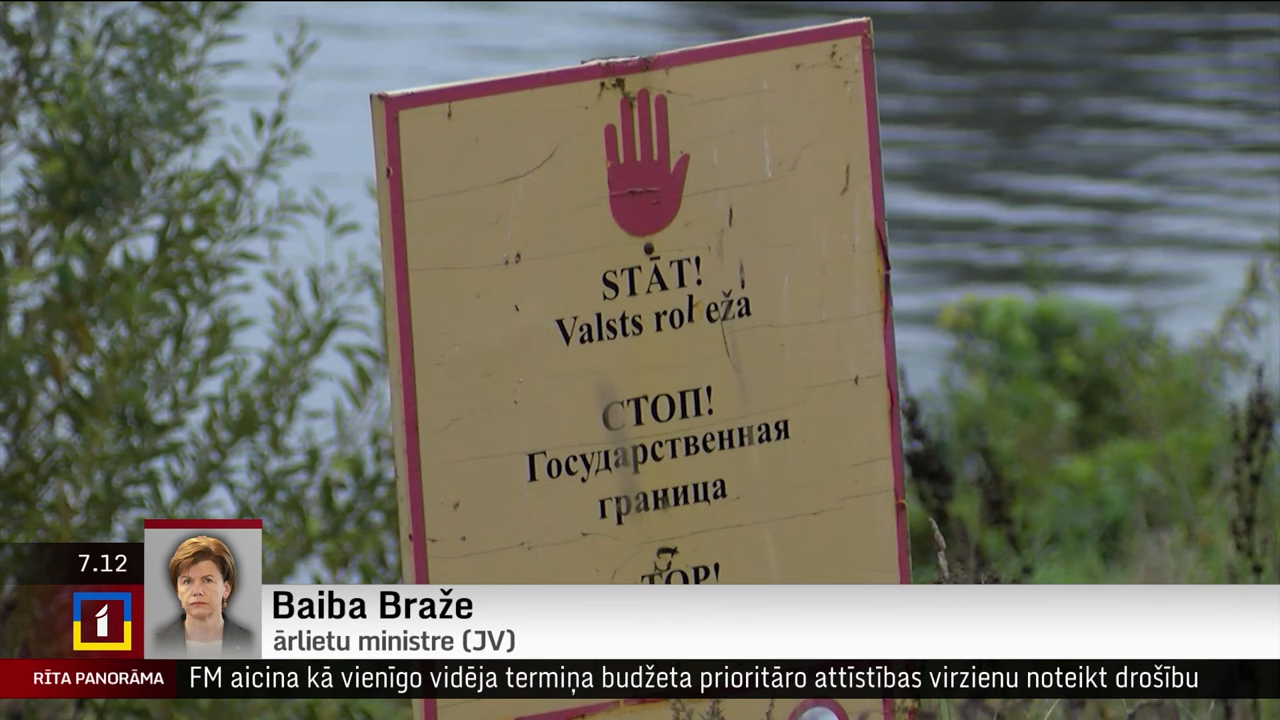 STĀT!
Valsts robeža
СТОП!
Государственная
граница
STOP!
7.12
1
Baiba Braže
ārlietu ministre (JV)
RĪTA PANORĀMA
FM aicina kā vienīgo vidēja termiņa budžeta prioritāro attīstības virzienu noteikt drošību